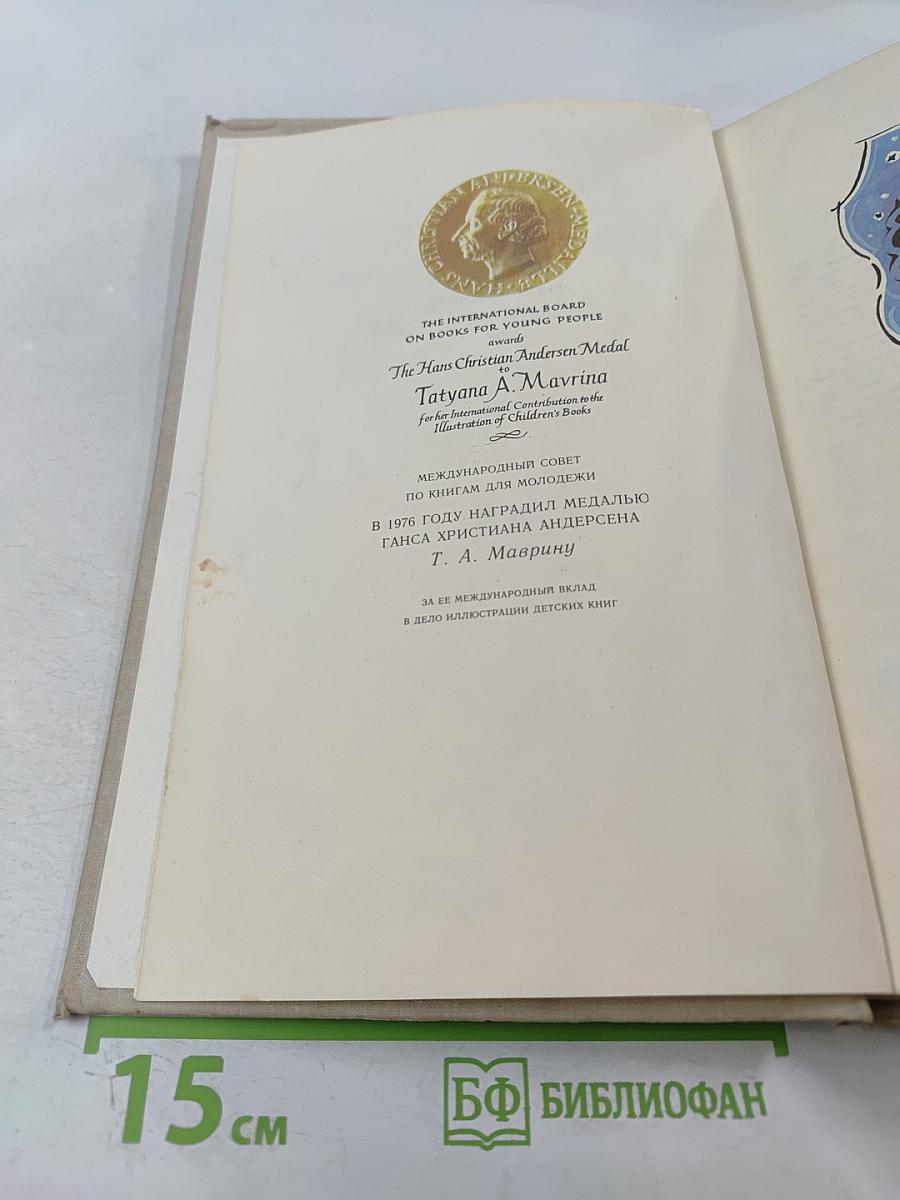 HANS CHRISTIAN ANDERSEN MEDAILLE
THE INTERNATIONAL BOARD
ON BOOKS FOR YOUNG PEOPLE
awards
The Hans Christian Andersen Medal
to
Tatyana A. Mavrina
for her International Contribution to the
Illustration of Children's Books
МЕЖДУНАРОДНЫЙ СОВЕТ
ПО КНИГАМ ДЛЯ МОЛОДЕЖИ
В 1976 ГОДУ НАГРАДИЛ МЕДАЛЬЮ
ГАНСА ХРИСТИАНА АНДЕРСЕНА
Т. А. Маврину
ЗА ЕЕ МЕЖДУНАРОДНЫЙ ВКЛАД
В ДЕЛО ИЛЛЮСТРАЦИИ ДЕТСКИХ КНИГ
15 см
БФ БИБЛИОФАН